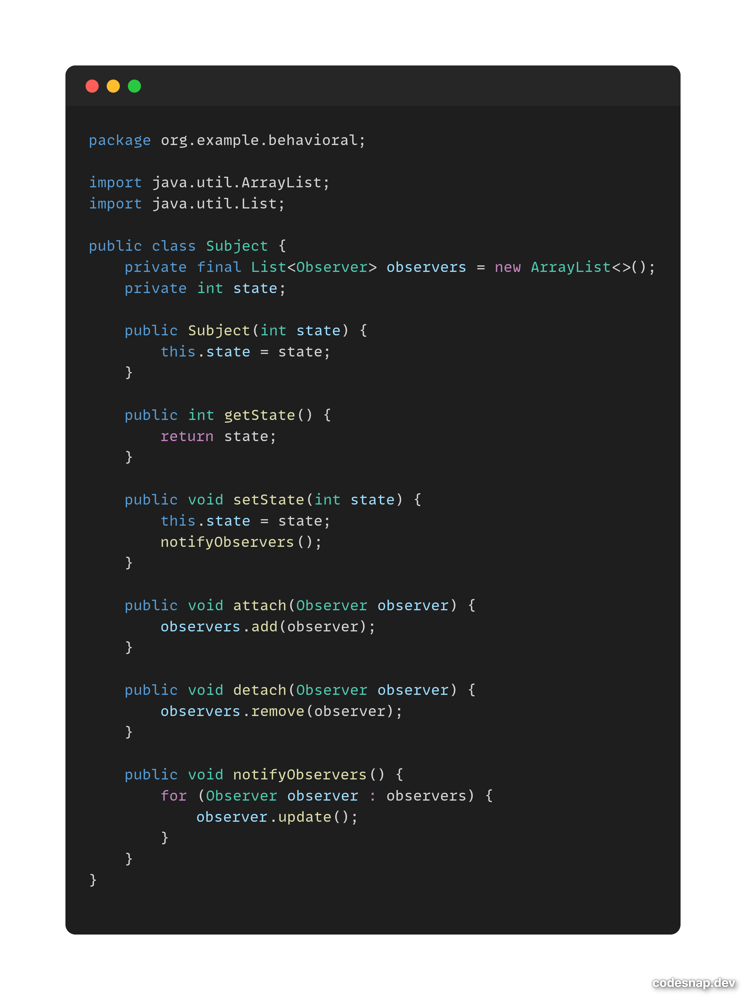 package org.example.behavioral;

import java.util.ArrayList;
import java.util.List;

public class Subject {
    private final List<Observer> observers = new ArrayList<>();
    private int state;

    public Subject(int state) {
        this.state = state;
    }

    public int getState() {
        return state;
    }

    public void setState(int state) {
        this.state = state;
        notifyObservers();
    }

    public void attach(Observer observer) {
        observers.add(observer);
    }

    public void detach(Observer observer) {
        observers.remove(observer);
    }

    public void notifyObservers() {
        for (Observer observer : observers) {
            observer.update();
        }
    }
}
codesnap.dev